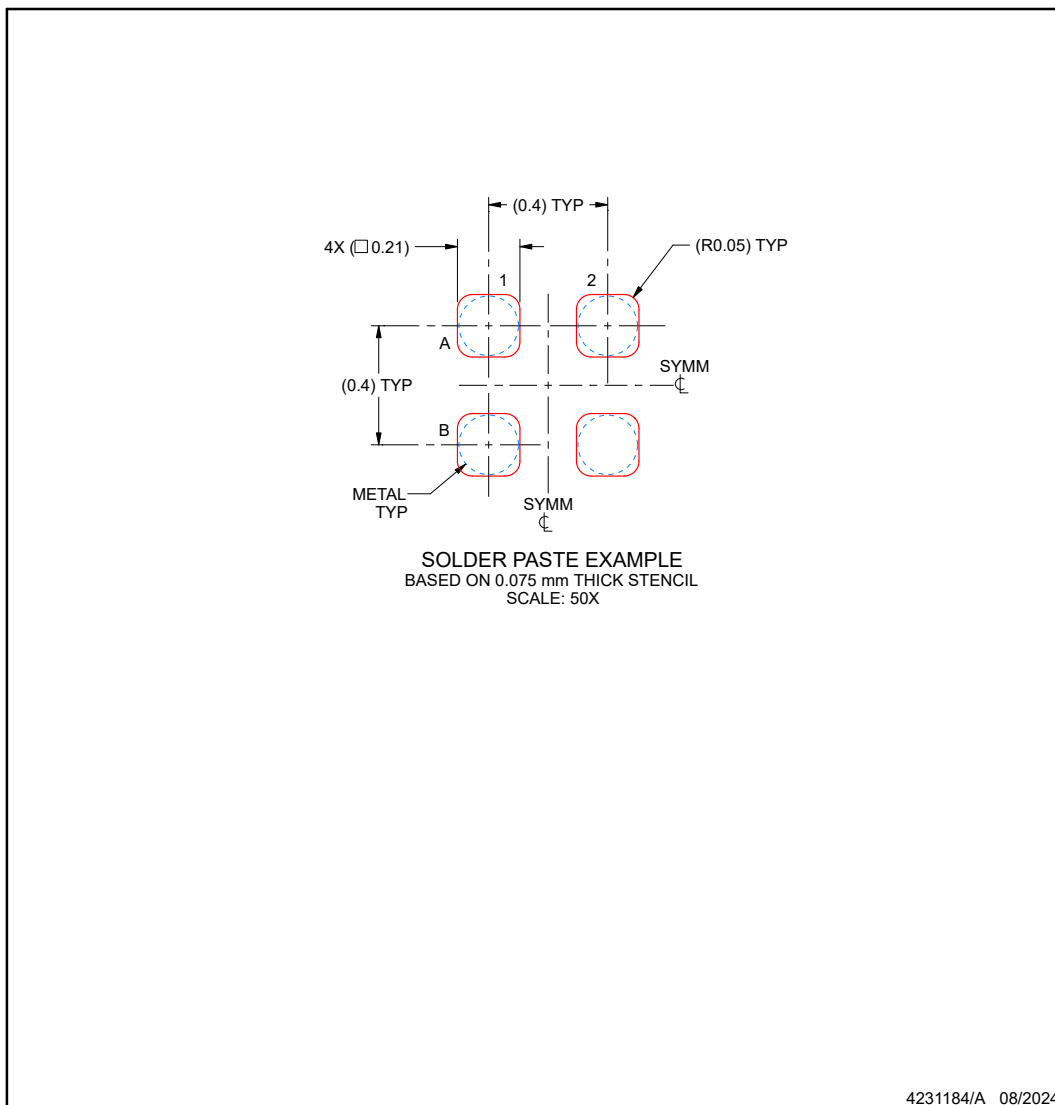 (0.4) TYP
4X (□ 0.21)
(R0.05) TYP
1
2
A
SYMM
℄
(0.4) TYP
B
METAL
TYP
SYMM
℄
SOLDER PASTE EXAMPLE
BASED ON 0.075 mm THICK STENCIL
SCALE: 50X
4231184/A 08/2024